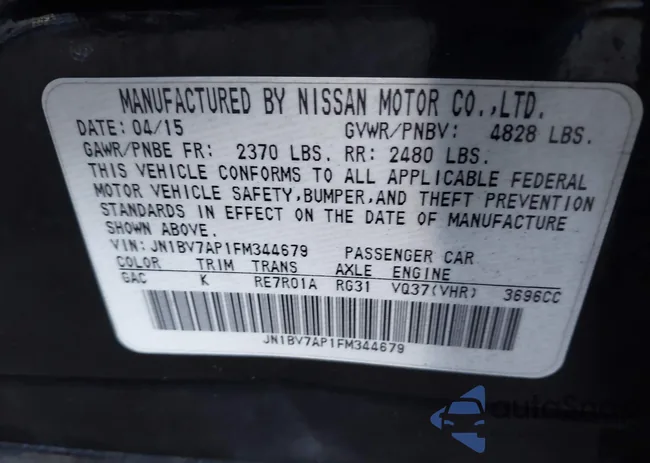 MANUFACTURED BY NISSAN MOTOR CO.,LTD.
DATE: 04/15 GVWR/PNBV: 4828 LBS.
GAWR/PNBE FR: 2370 LBS. RR: 2480 LBS.
THIS VEHICLE CONFORMS TO ALL APPLICABLE FEDERAL
MOTOR VEHICLE SAFETY,BUMPER,AND THEFT PREVENTION
STANDARDS IN EFFECT ON THE DATE OF MANUFACTURE
SHOWN ABOVE.
VIN: JN1BV7AP1FM344679 PASSENGER CAR
COLOR TRIM TRANS AXLE ENGINE
GAC K RE7R01A RG31 VQ37(VHR) 3696CC
JN1BV7AP1FM344679